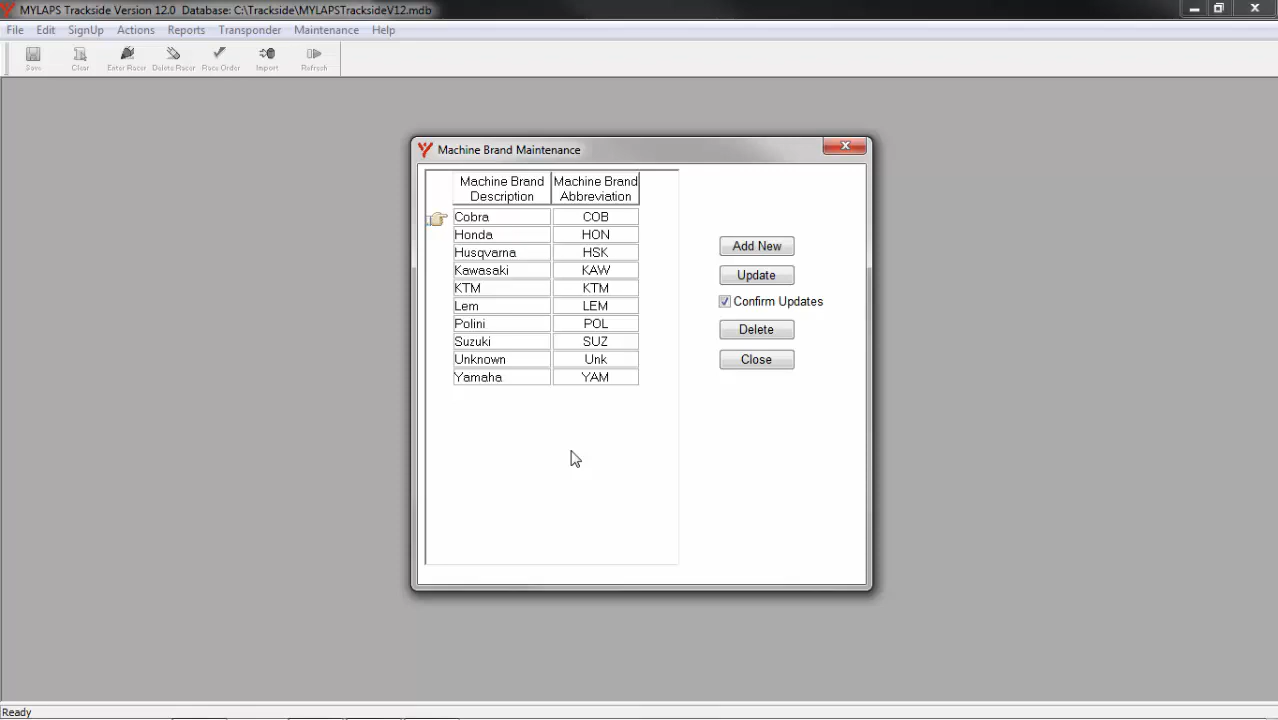 MYLAPS Trackside Version 12.0 Database: C:\Trackside\MYLAPSTracksideV12.mdb
File Edit SignUp Actions Reports Transponder Maintenance Help
Save Clear Enter Racer Delete Racer Race Order Import Refresh
Machine Brand Maintenance
Machine Brand Description Machine Brand Abbreviation
Cobra COB
Honda HON
Husqvarna HSK
Kawasaki KAW
KTM KTM
Lem LEM
Polini POL
Suzuki SUZ
Unknown Unk
Yamaha YAM
Add New
Update
Confirm Updates
Delete
Close
Ready